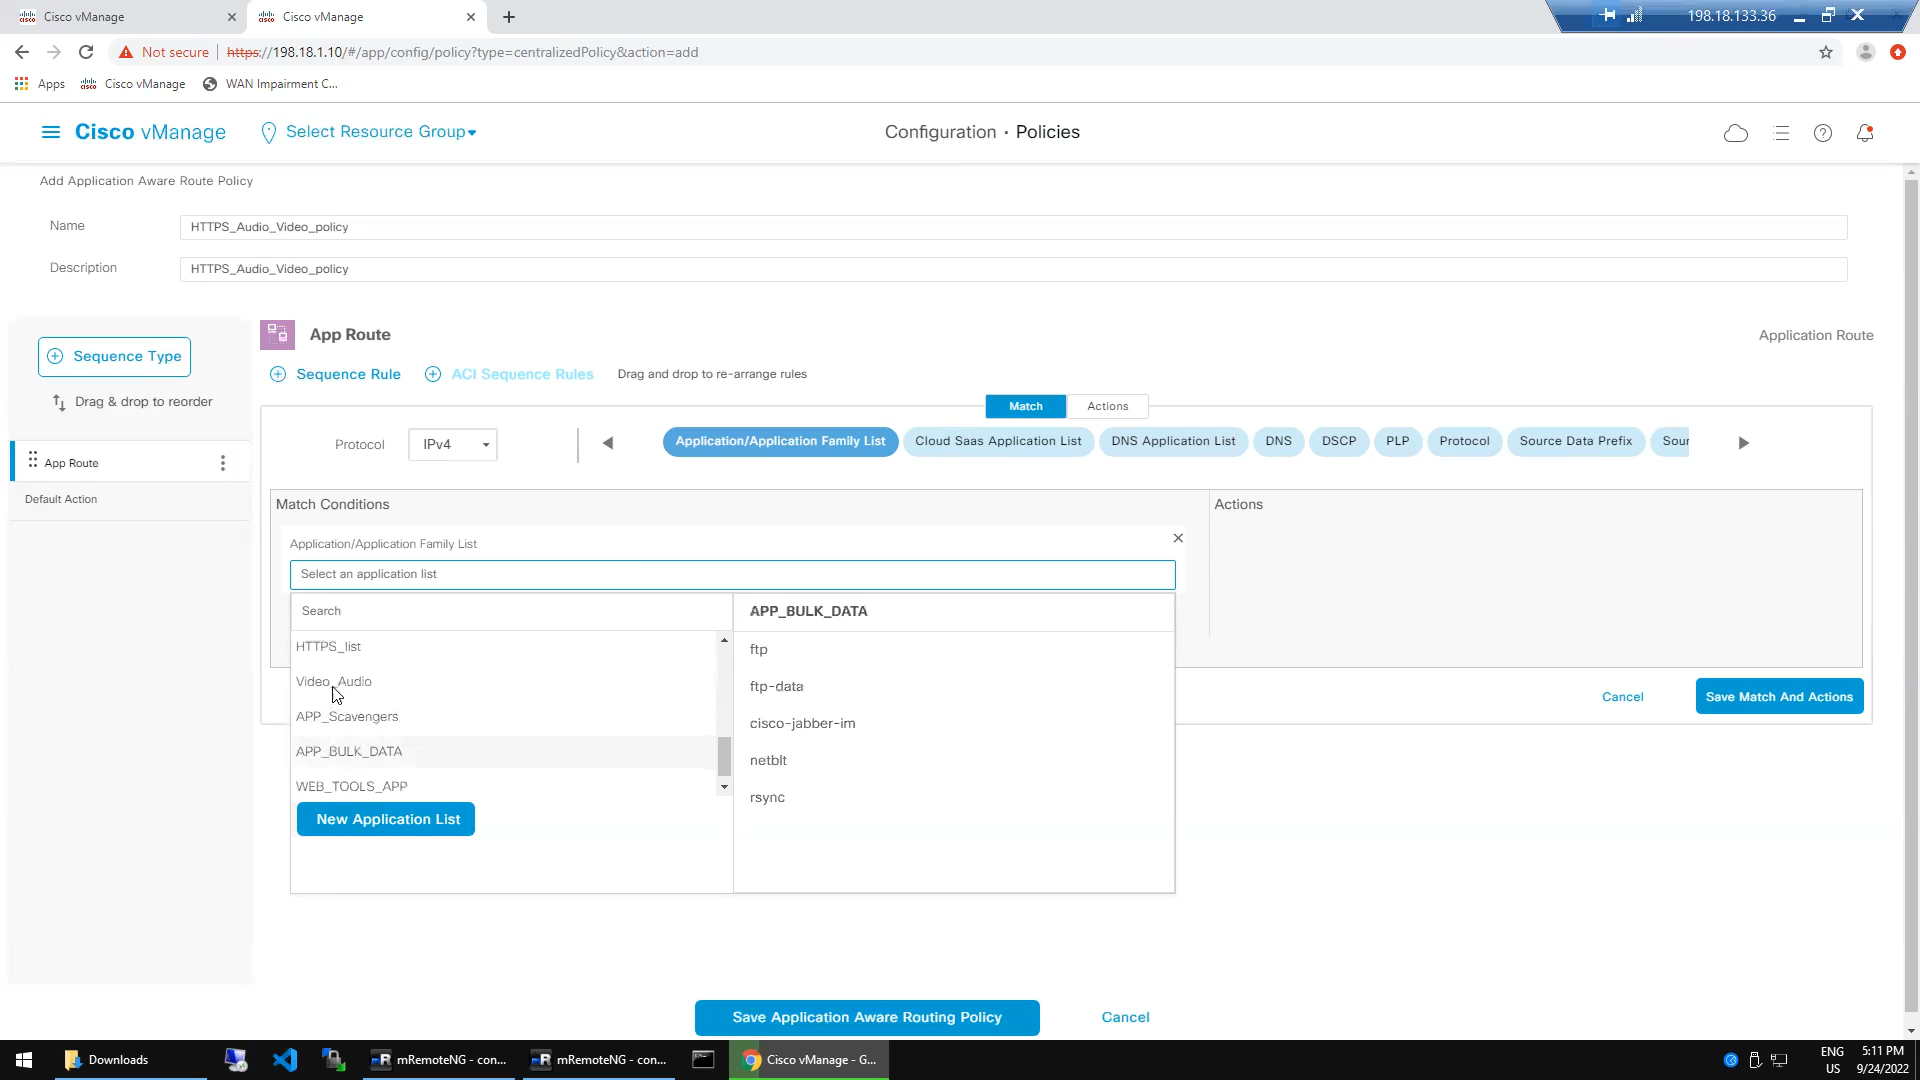 Cisco vManage
Cisco vManage
198.18.133.36
Not secure
https://198.18.1.10/#/app/config/policy?type=centralizedPolicy&action=add
Apps
Cisco vManage
WAN Impairment C...
Cisco vManage
Select Resource Group
Configuration · Policies
Add Application Aware Route Policy
Name
HTTPS_Audio_Video_policy
Description
HTTPS_Audio_Video_policy
Sequence Type
Drag & drop to reorder
App Route
Default Action
App Route
Application Route
Sequence Rule
ACI Sequence Rules
Drag and drop to re-arrange rules
Match
Actions
Protocol
IPv4
Application/Application Family List
Cloud Saas Application List
DNS Application List
DNS
DSCP
PLP
Protocol
Source Data Prefix
Sour
Match Conditions
Actions
Application/Application Family List
Select an application list
Search
HTTPS_list
Video_Audio
APP_Scavengers
APP_BULK_DATA
WEB_TOOLS_APP
New Application List
APP_BULK_DATA
ftp
ftp-data
cisco-jabber-im
netblt
rsync
Cancel
Save Match And Actions
Save Application Aware Routing Policy
Cancel
Downloads
mRemoteNG - con...
mRemoteNG - con...
Cisco vManage - G...
ENG
US
5:11 PM
9/24/2022